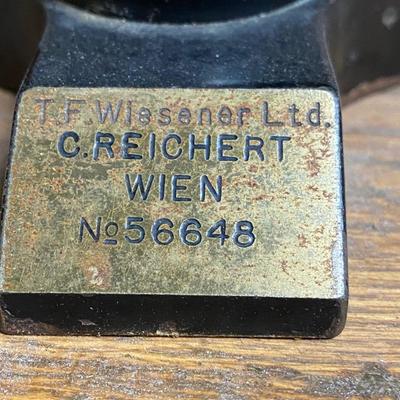 T.F.Wiesener Ltd.
C.REICHERT
WIEN
No56648